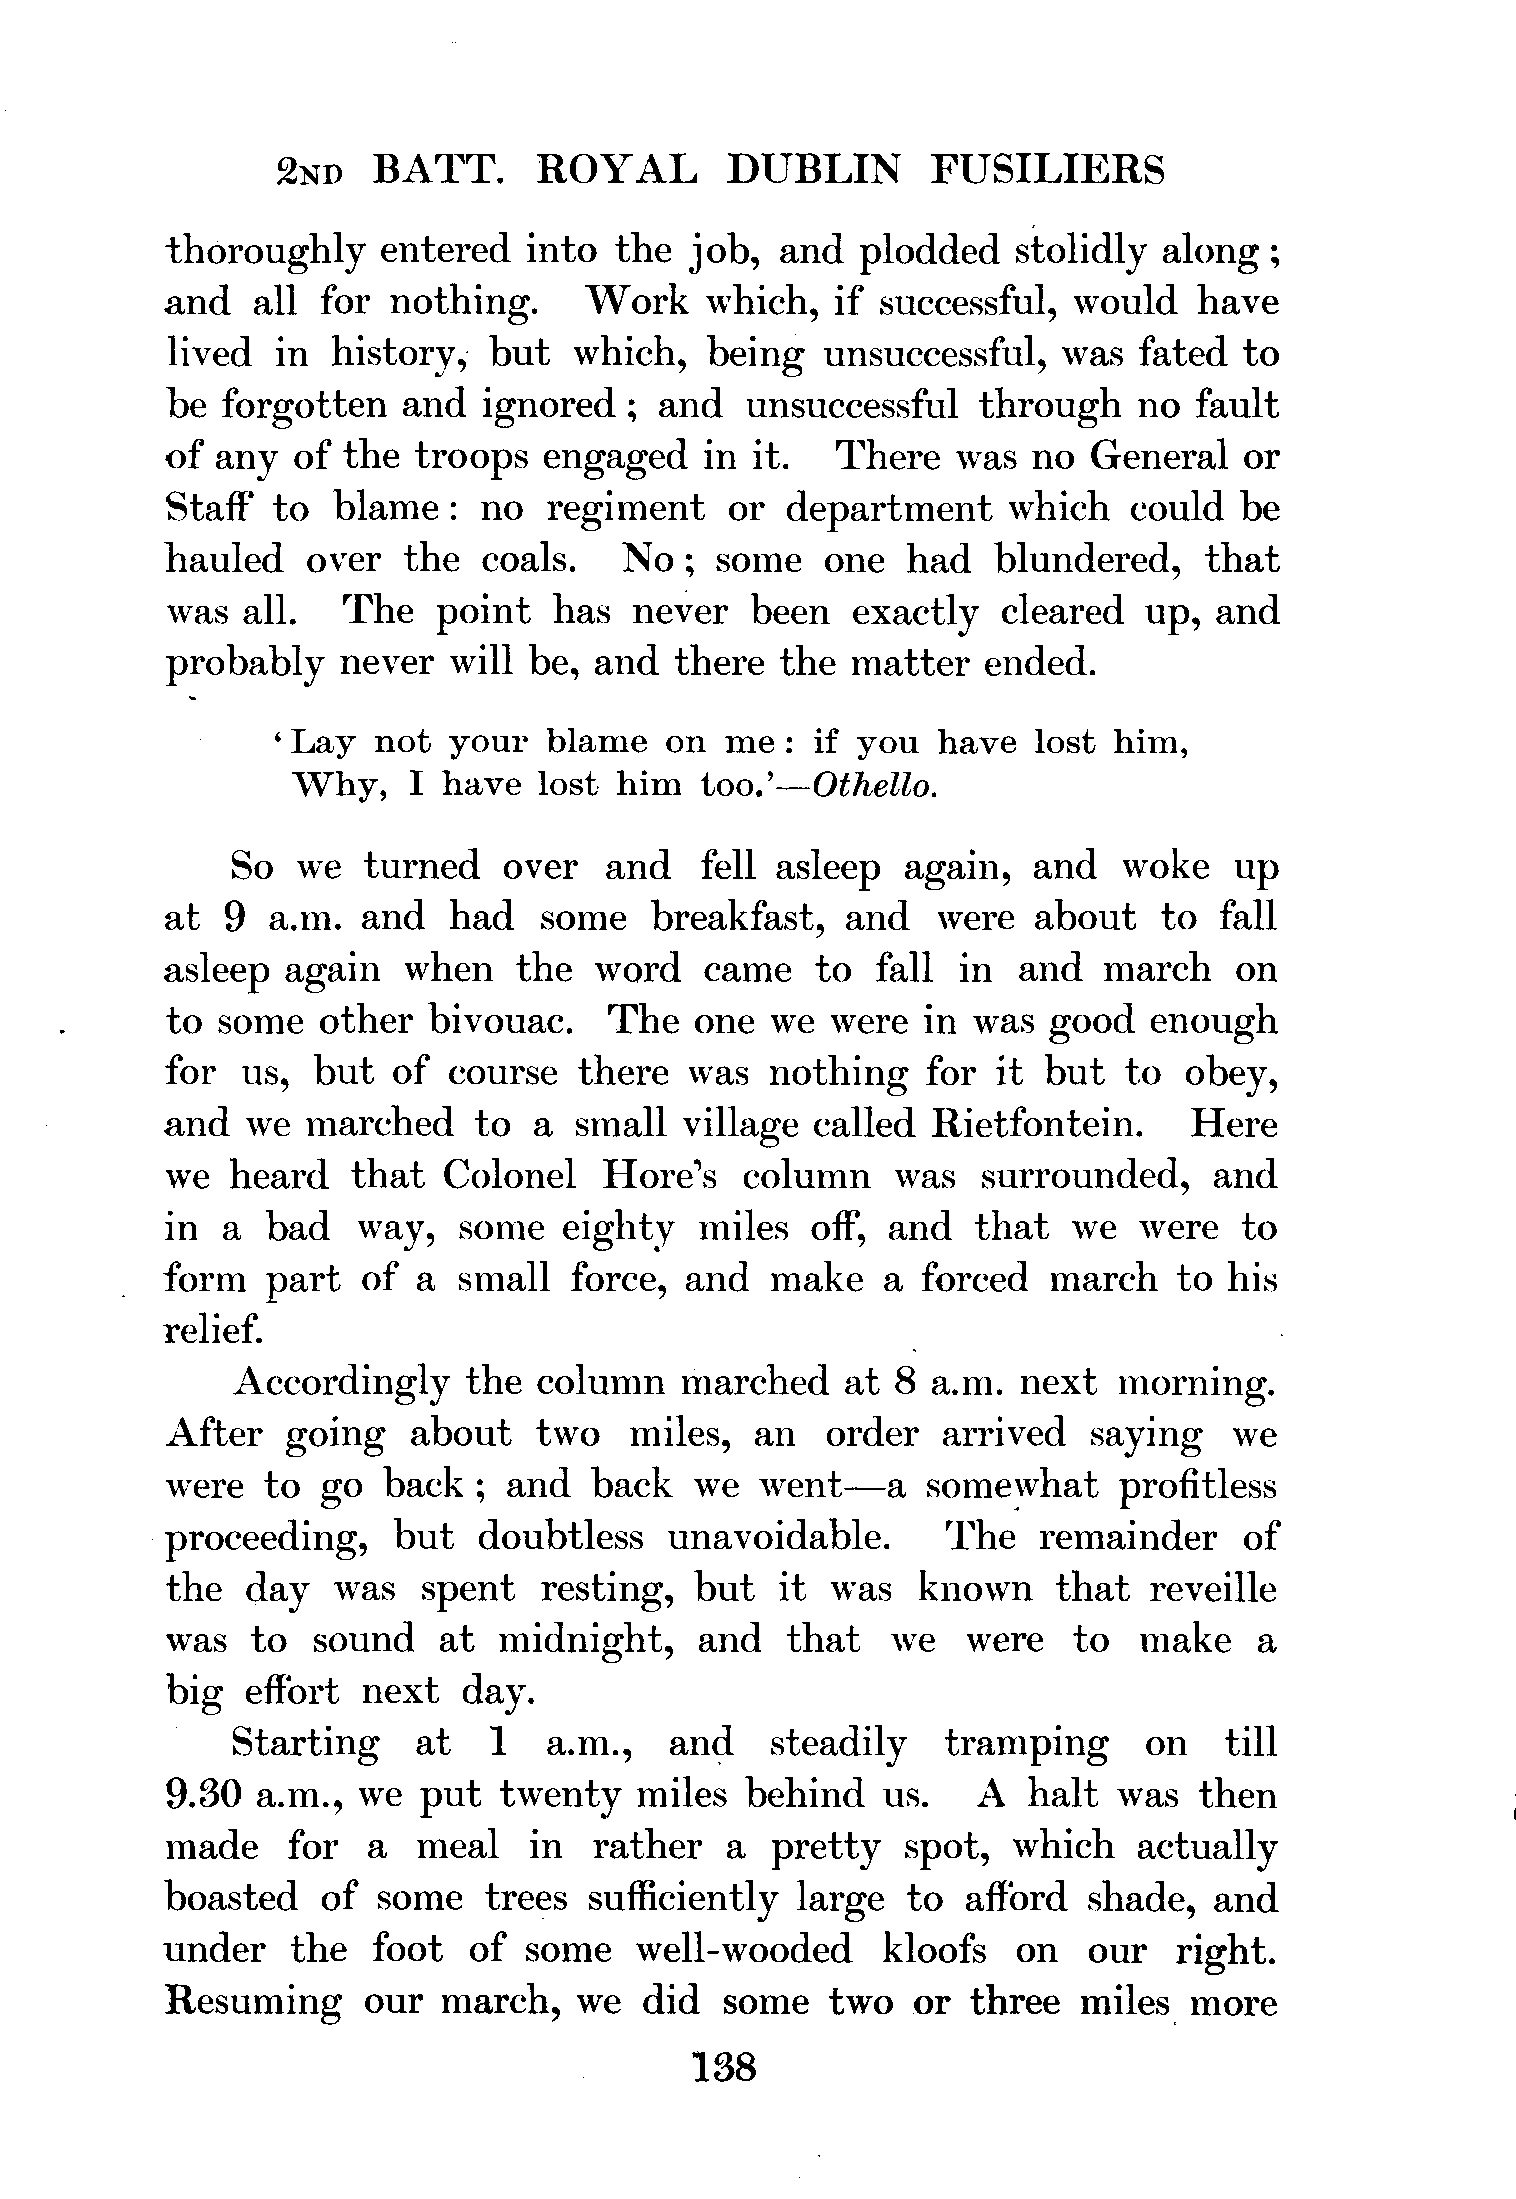 2ND BATT. ROYAL DUBLIN FUSILIERS
thoroughly entered into the job, and plodded stolidly along;
and all for nothing. Work which, if successful, would have
lived in history, but which, being unsuccessful, was fated to
be forgotten and ignored; and unsuccessful through no fault
of any of the troops engaged in it. There was no General or
Staff to blame: no regiment or department which could be
hauled over the coals. No; some one had blundered, that
was all. The point has never been exactly cleared up, and
probably never will be, and there the matter ended.
'Lay not your blame on me: if you have lost him,
Why, I have lost him too.'—Othello.
So we turned over and fell asleep again, and woke up
at 9 a.m. and had some breakfast, and were about to fall
asleep again when the word came to fall in and march on
to some other bivouac. The one we were in was good enough
for us, but of course there was nothing for it but to obey,
and we marched to a small village called Rietfontein. Here
we heard that Colonel Hore's column was surrounded, and
in a bad way, some eighty miles off, and that we were to
form part of a small force, and make a forced march to his
relief.
Accordingly the column marched at 8 a.m. next morning.
After going about two miles, an order arrived saying we
were to go back; and back we went—a somewhat profitless
proceeding, but doubtless unavoidable. The remainder of
the day was spent resting, but it was known that reveille
was to sound at midnight, and that we were to make a
big effort next day.
Starting at 1 a.m., and steadily tramping on till
9.30 a.m., we put twenty miles behind us. A halt was then
made for a meal in rather a pretty spot, which actually
boasted of some trees sufficiently large to afford shade, and
under the foot of some well-wooded kloofs on our right.
Resuming our march, we did some two or three miles more
138